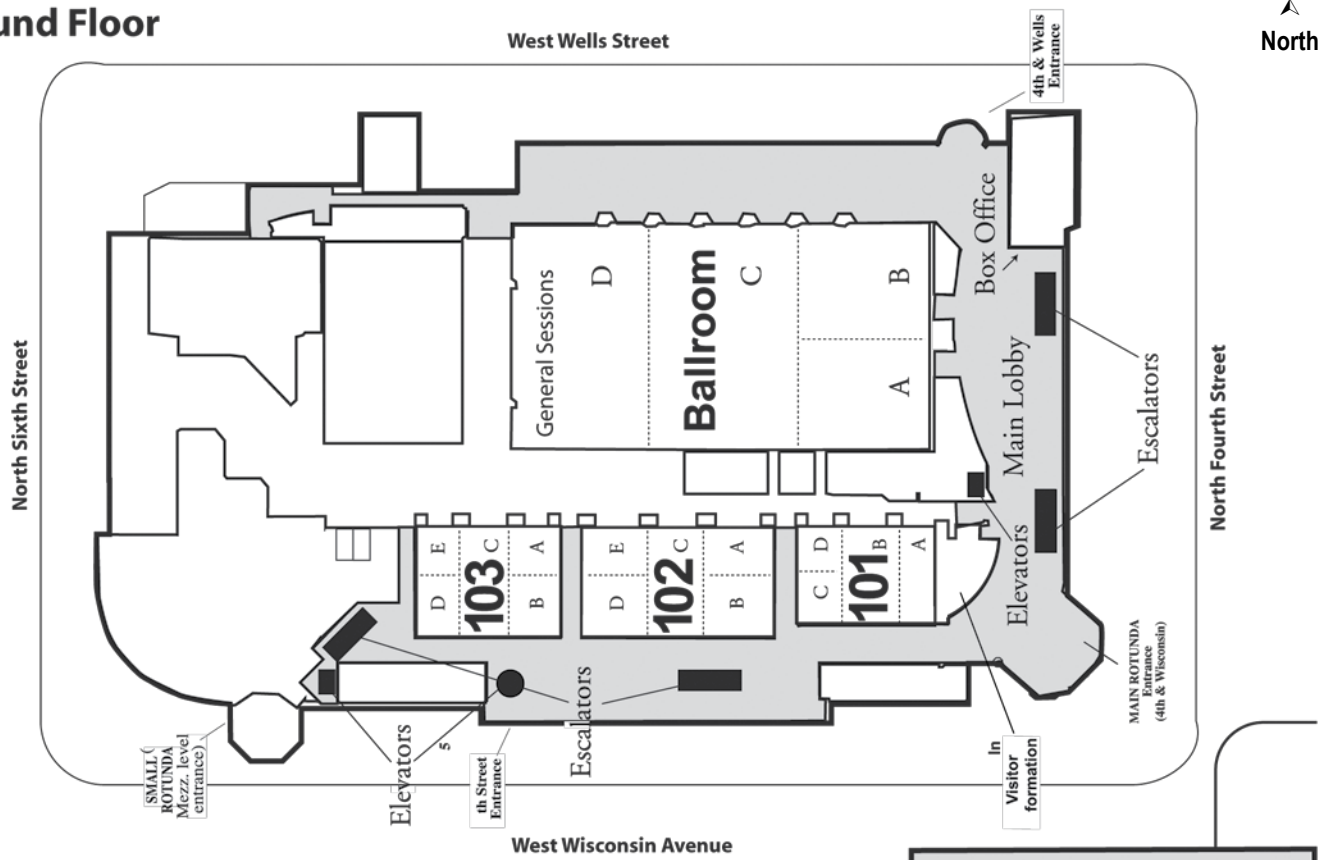 und Floor
West Wells Street
North
4th & Wells
Entrance
Box Office
General Sessions
D
Ballroom
C
B
A
Main Lobby
Escalators
North Sixth Street
North Fourth Street
E
C
A
103
D
B
E
C
A
102
D
B
D
B
A
101
C
Elevators
MAIN ROTUNDA
Entrance
(4th & Wisconsin)
Escalators
Elevators
5
th Street
Entrance
SMALL (
ROTUNDA
Mezz. level
entrance)
In
Visitor
formation
West Wisconsin Avenue